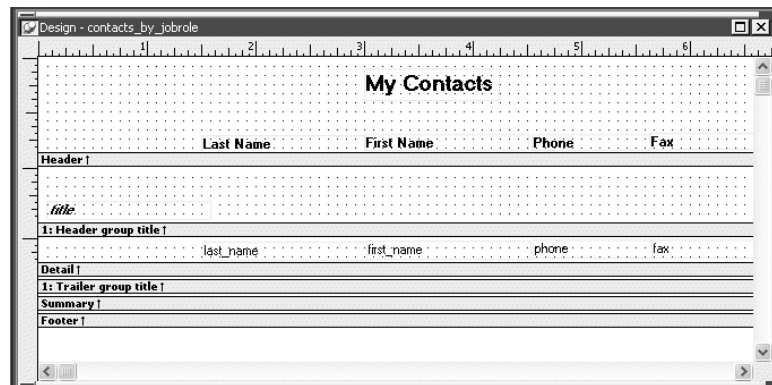 Design - contacts_by_jobrole
1 2 3 4 5 6
My Contacts
Last Name First Name Phone Fax
Header ↑
title
1: Header group title ↑
last_name first_name phone fax
Detail ↑
1: Trailer group title ↑
Summary ↑
Footer ↑